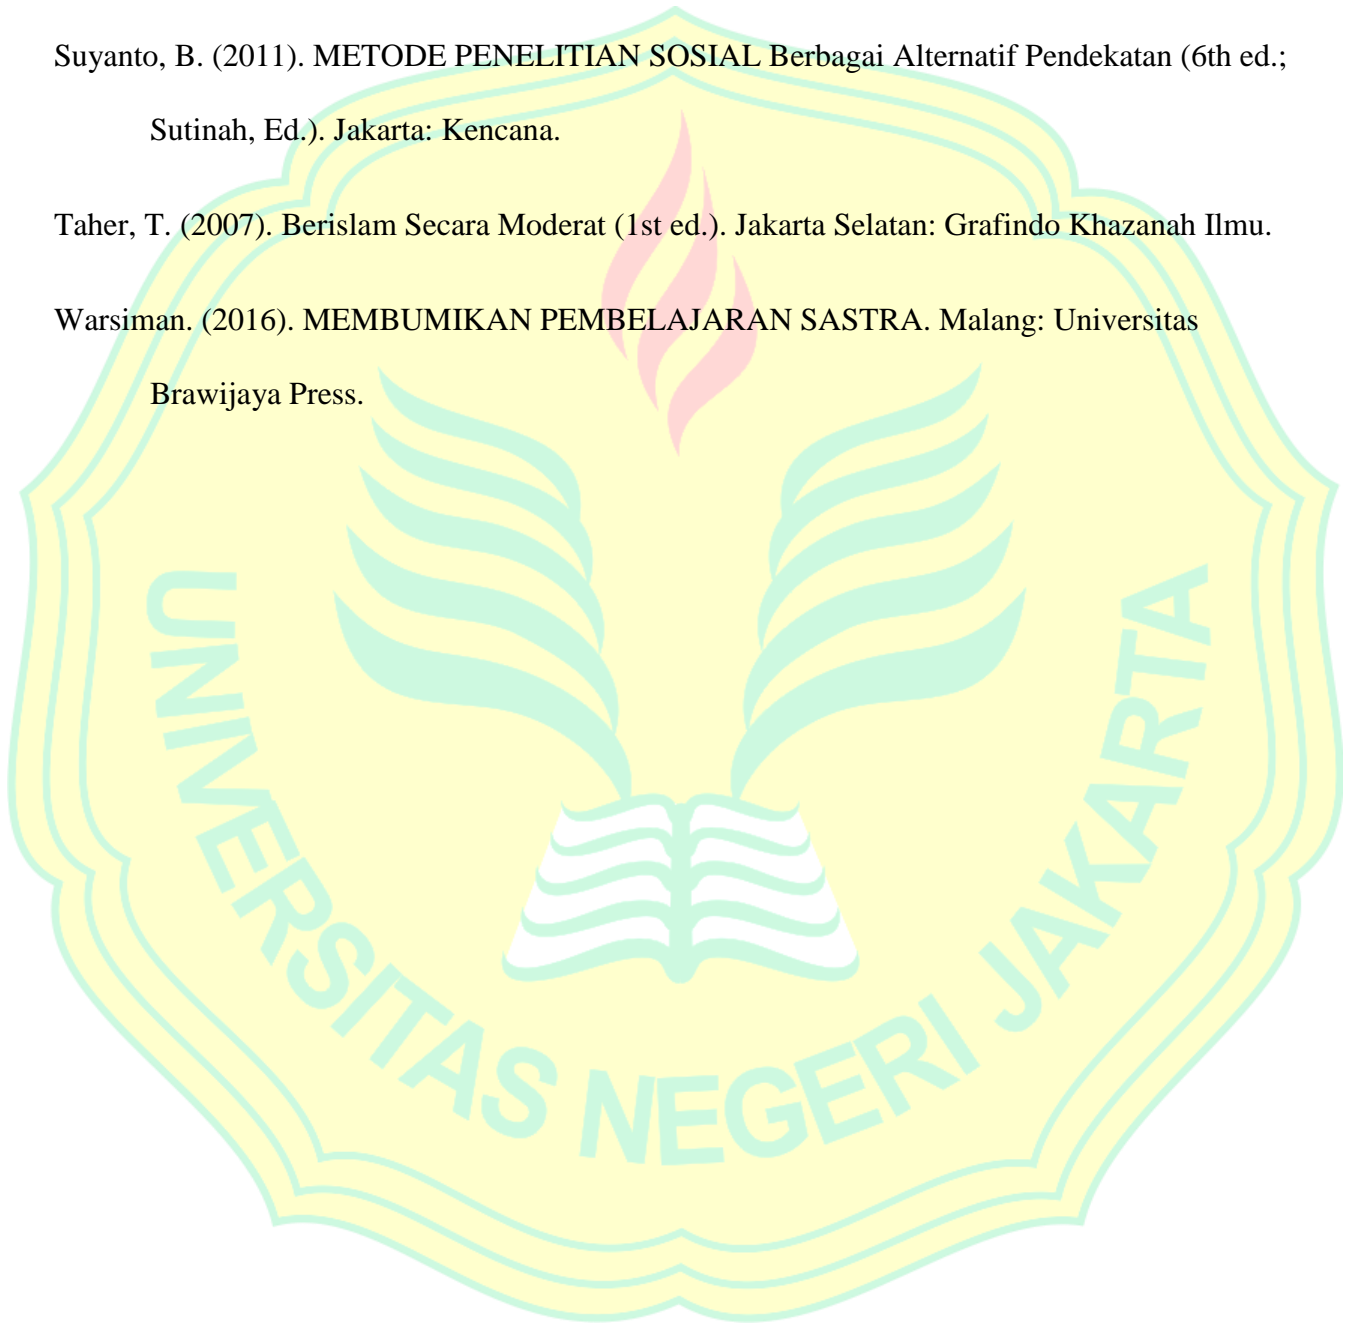 Suyanto, B. (2011). METODE PENELITIAN SOSIAL Berbagai Alternatif Pendekatan (6th ed.;
Sutinah, Ed.). Jakarta: Kencana.
Taher, T. (2007). Berislam Secara Moderat (1st ed.). Jakarta Selatan: Grafindo Khazanah Ilmu.
Warsiman. (2016). MEMBUMIKAN PEMBELAJARAN SASTRA. Malang: Universitas
Brawijaya Press.
UNIVERSITAS NEGERI JAKARTA